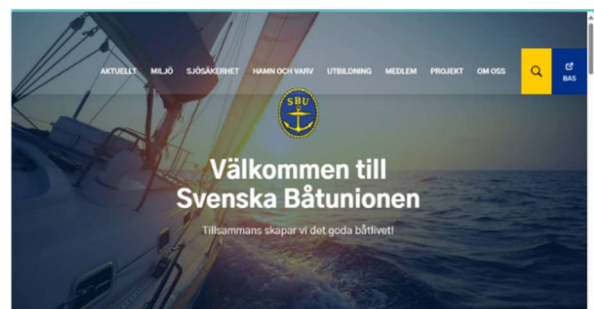 AKTUELLT MILJÖ SJÖSÄKERHET HAMN OCH VARV UTBILDNING MEDLEM PROJEKT OM OSS BAS
SBU
Välkommen till
Svenska Båtunionen
Tillsammans skapar vi det goda båtlivet!